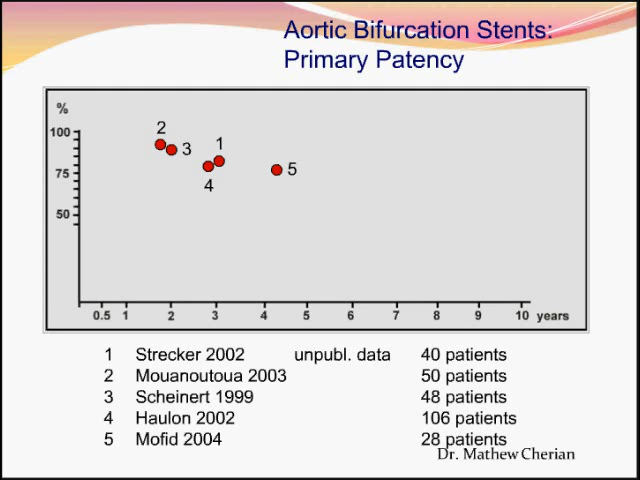 Aortic Bifurcation Stents:
Primary Patency
%
100
75
50
2
3
1
4
5
0.5 1 2 3 4 5 6 7 8 9 10 years
1 Strecker 2002 unpubl. data 40 patients
2 Mouanoutoua 2003 50 patients
3 Scheinert 1999 48 patients
4 Haulon 2002 106 patients
5 Mofid 2004 28 patients
Dr. Mathew Cherian